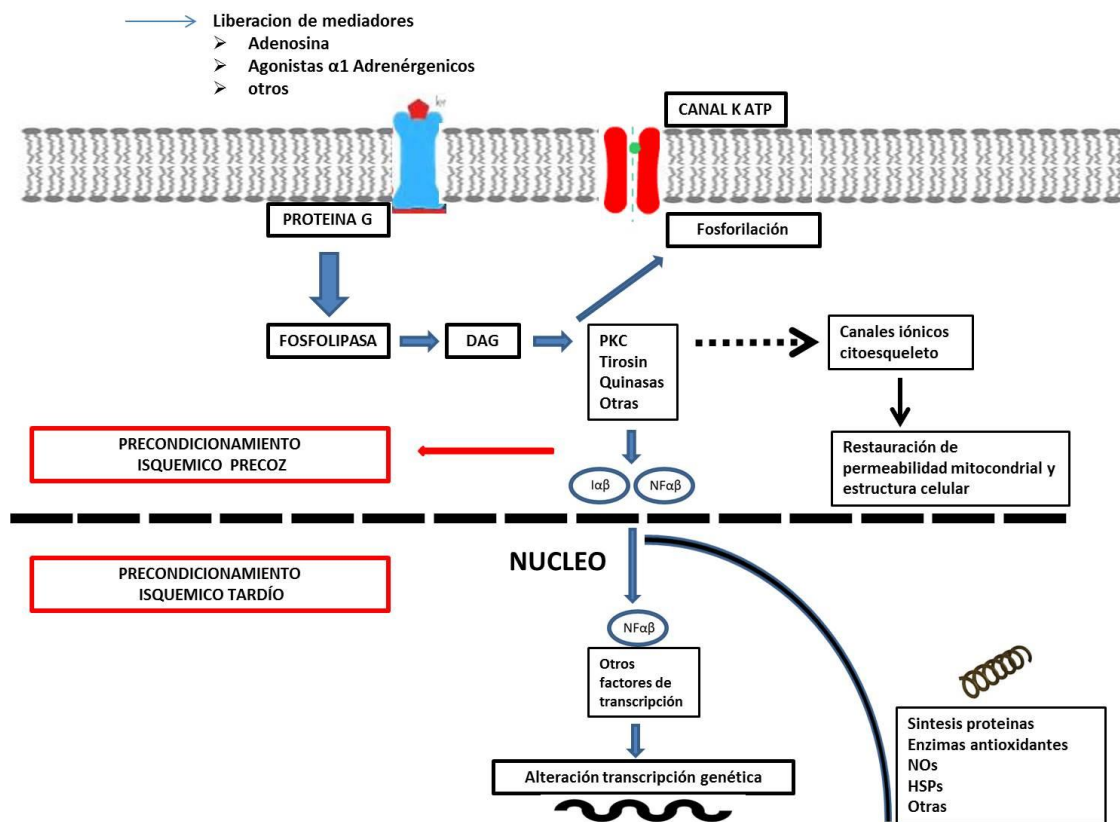 Liberacion de mediadores
Adenosina
Agonistas α1 Adrenérgenicos
otros
CANAL K ATP
PROTEINA G
Fosforilación
FOSFOLIPASA
DAG
PKC
Tirosin
Quinasas
Otras
Canales iónicos
citoesqueleto
PRECONDICIONAMIENTO
ISQUEMICO PRECOZ
Restauración de
permeabilidad mitocondrial y
estructura celular
Iαβ
NFαβ
PRECONDICIONAMIENTO
ISQUEMICO TARDÍO
NUCLEO
NFαβ
Otros
factores de
transcripción
Alteración transcripción genética
Sintesis proteinas
Enzimas antioxidantes
NOs
HSPs
Otras